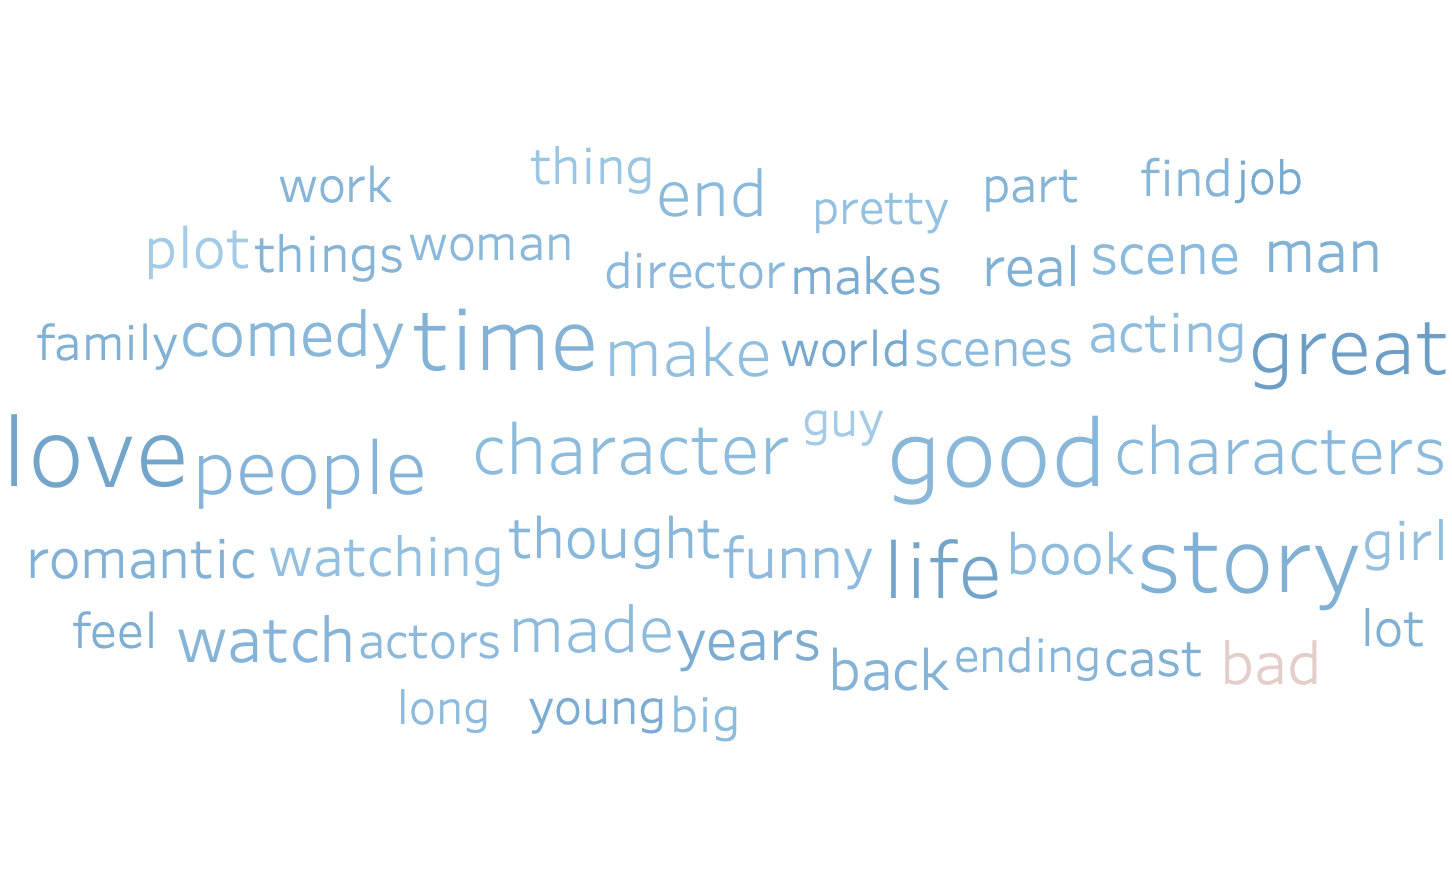 work thing end pretty part find job
plot things woman director makes real scene man
family comedy time make world scenes acting great
love people character guy good characters
romantic watching thought funny life book story girl
feel watch actors made years back ending cast bad lot
long young big